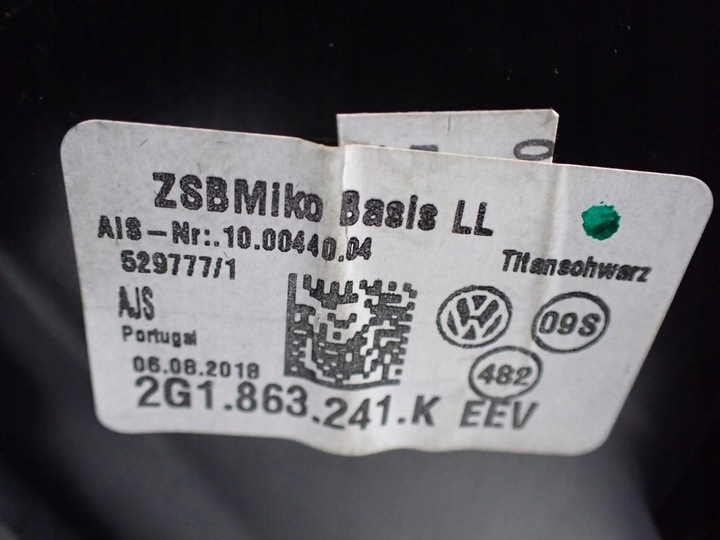 ZSBMiko Basis LL
AIS-Nr:.10.00440.04
529777/1
Titanschwarz
AJS
Portugal
09S
06.08.2018
482
2G1.863.241.K EEV